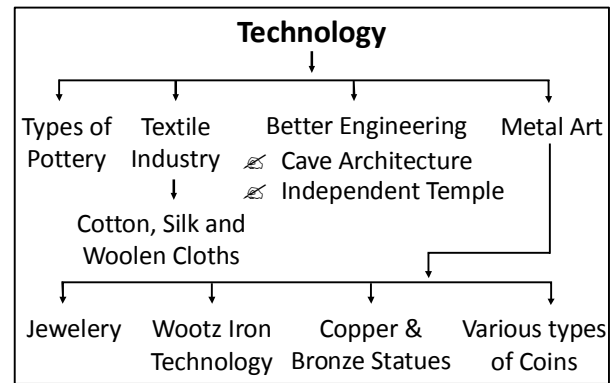 Technology
Types of Pottery
Textile Industry
Better Engineering
Cave Architecture
Independent Temple
Metal Art
Cotton, Silk and
Woolen Cloths
Jewelery
Wootz Iron
Technology
Copper &
Bronze Statues
Various types
of Coins